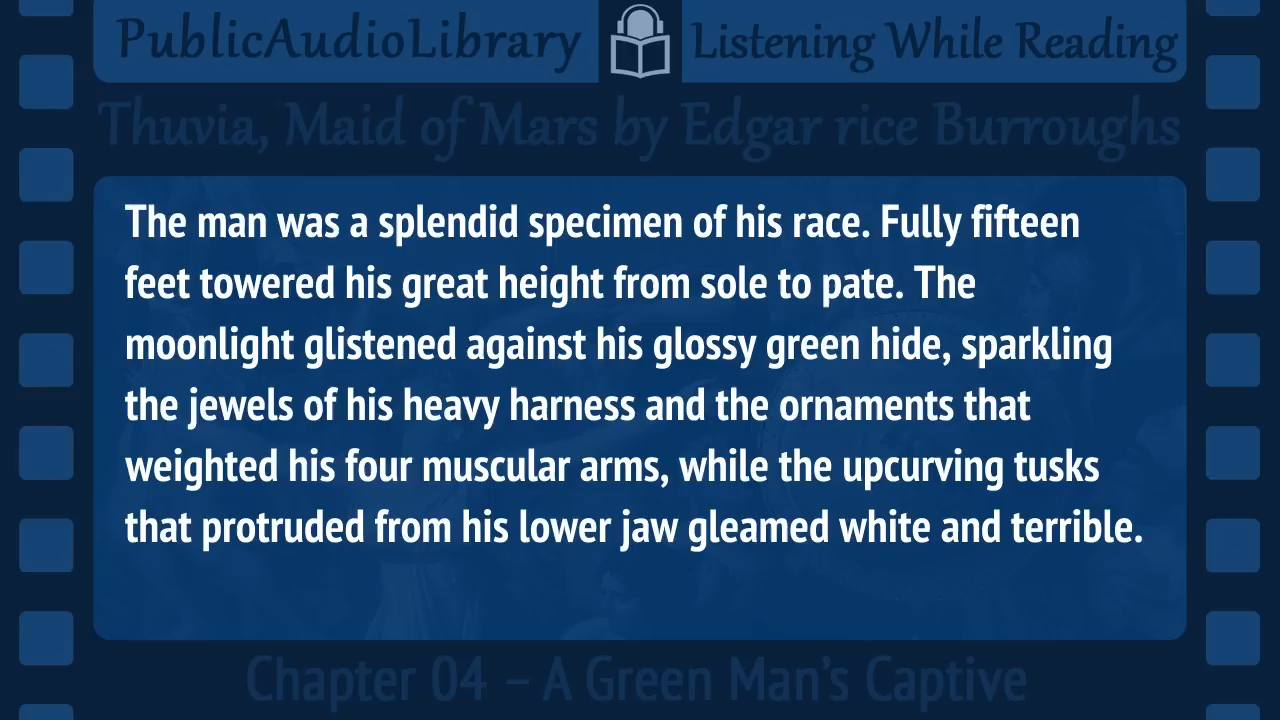 PublicAudioLibrary Listening While Reading
Thuvia, Maid of Mars by Edgar rice Burroughs
The man was a splendid specimen of his race. Fully fifteen
feet towered his great height from sole to pate. The
moonlight glistened against his glossy green hide, sparkling
the jewels of his heavy harness and the ornaments that
weighted his four muscular arms, while the upcurving tusks
that protruded from his lower jaw gleamed white and terrible.
Chapter 04 – A Green Man’s Captive